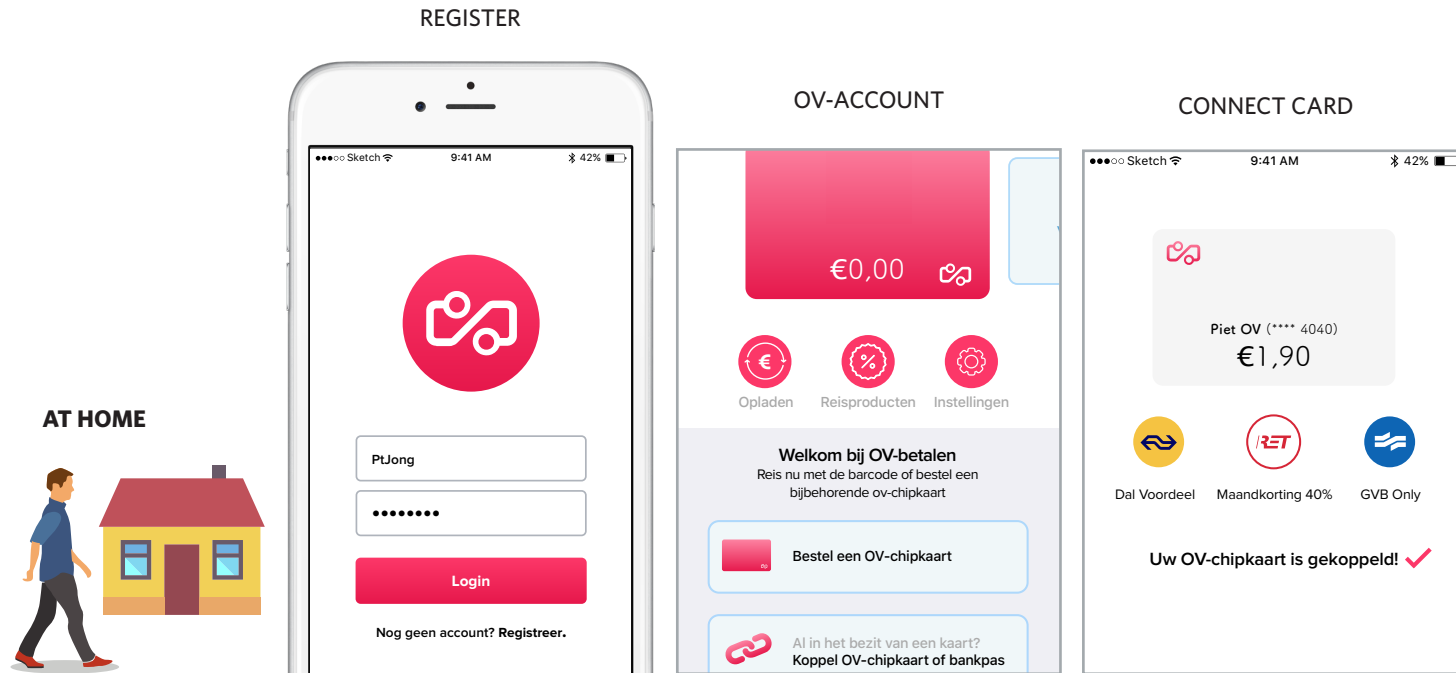 REGISTER
OV-ACCOUNT
CONNECT CARD
AT HOME
●●●○○ Sketch 9:41 AM 42%
PtJong
●●●●●●●●
Login
Nog geen account? Registreer.
€0,00
€
%
Opladen Reisproducten Instellingen
Welkom bij OV-betalen
Reis nu met de barcode of bestel een
bijbehorende ov-chipkaart
Bestel een OV-chipkaart
Al in het bezit van een kaart?
Koppel OV-chipkaart of bankpas
●●●○○ Sketch 9:41 AM 42%
Piet OV (**** 4040)
€1,90
RET
Dal Voordeel Maandkorting 40% GVB Only
Uw OV-chipkaart is gekoppeld!